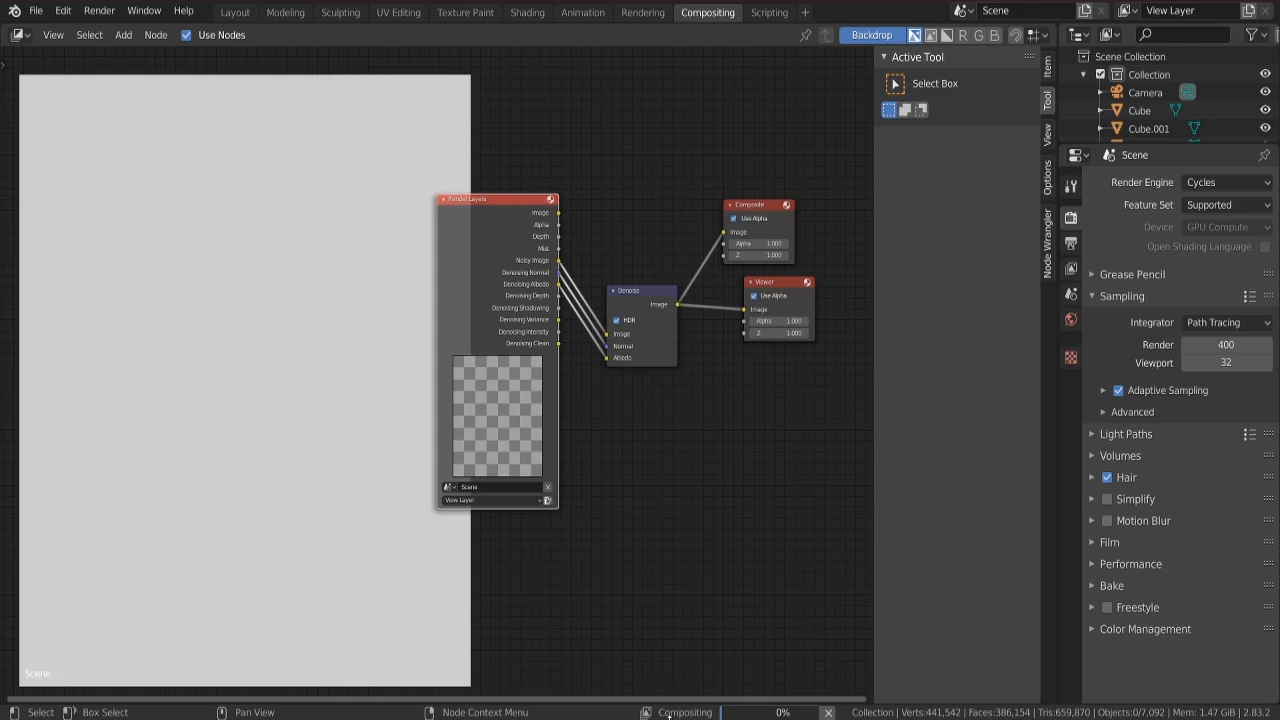 File Edit Render Window Help Layout Modeling Sculpting UV Editing Texture Paint Shading Animation Rendering Compositing Scripting + Scene View Layer
View Select Add Node Use Nodes Backdrop R G B
Active Tool
Select Box
Item
Tool
View
Options
Node Wrangler
Scene Collection
Collection
Camera
Cube
Cube.001
Scene
Render Engine Cycles
Feature Set Supported
Device GPU Compute
Open Shading Language
Grease Pencil
Sampling
Integrator Path Tracing
Render 400
Viewport 32
Adaptive Sampling
Advanced
Light Paths
Volumes
Hair
Simplify
Motion Blur
Film
Performance
Bake
Freestyle
Color Management
Render Layers
Image
Alpha
Depth
Mist
Noisy Image
Denoising Normal
Denoising Albedo
Denoising Depth
Denoising Shadowing
Denoising Variance
Denoising Intensity
Denoising Clean
Scene
View Layer
Denoise
Image
HDR
Image
Normal
Albedo
Composite
Use Alpha
Image
Alpha 1.000
Z 1.000
Viewer
Use Alpha
Image
Alpha 1.000
Z 1.000
Scene
Select Box Select Pan View Node Context Menu Compositing 0% Collection | Verts:441,542 | Faces:386,154 | Tris:659,870 | Objects:0/7,092 | Mem: 1.47 GiB | 2.83.2